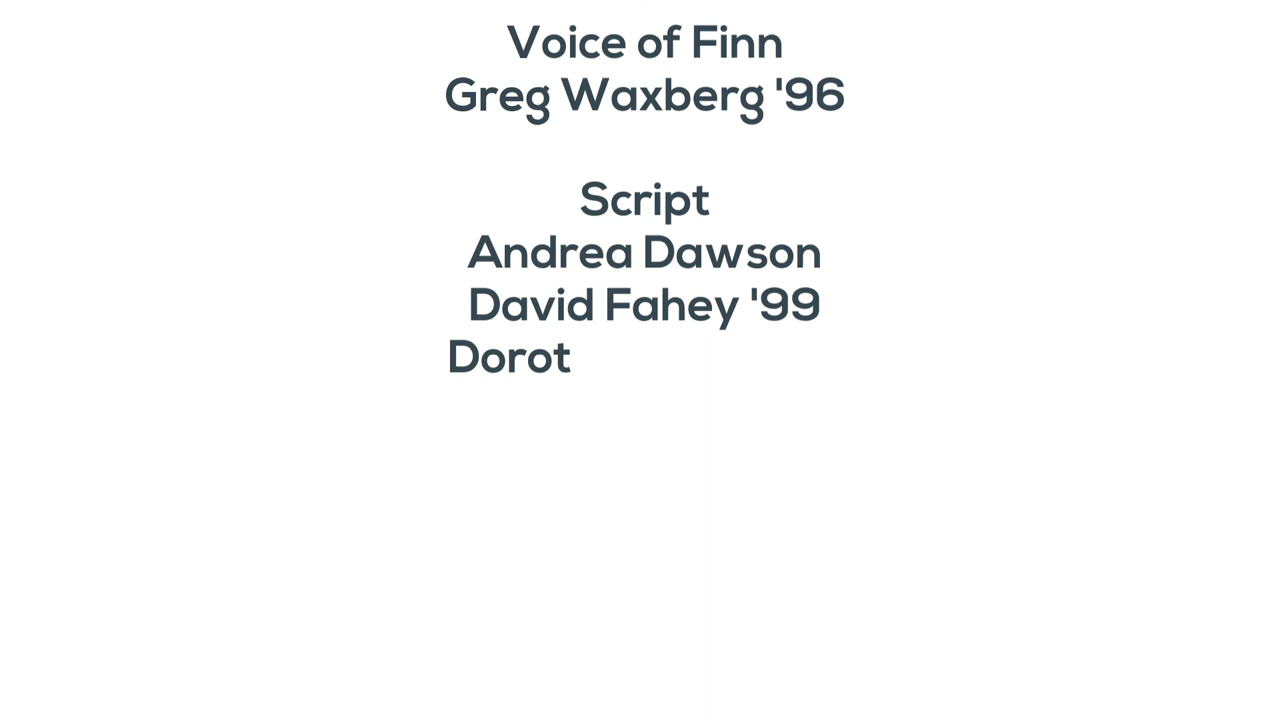 Voice of Finn
Greg Waxberg '96
Script
Andrea Dawson
David Fahey '99
Dorot